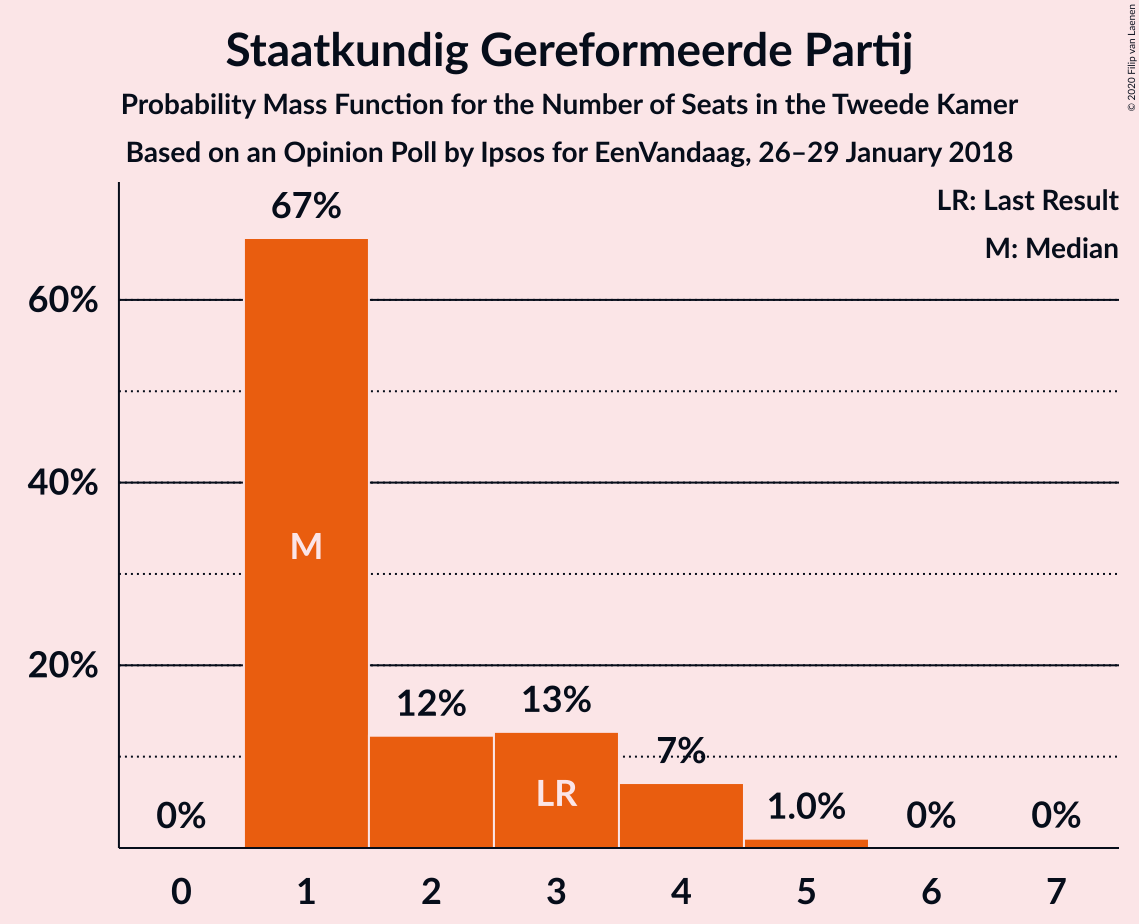 Staatkundig Gereformeerde Partij
Probability Mass Function for the Number of Seats in the Tweede Kamer
Based on an Opinion Poll by Ipsos for EenVandaag, 26–29 January 2018
© 2020 Filip van Laenen
LR: Last Result
M: Median
60%
40%
20%
0%
67%
12%
13%
7%
1.0%
0%
0%
M
LR
0 1 2 3 4 5 6 7